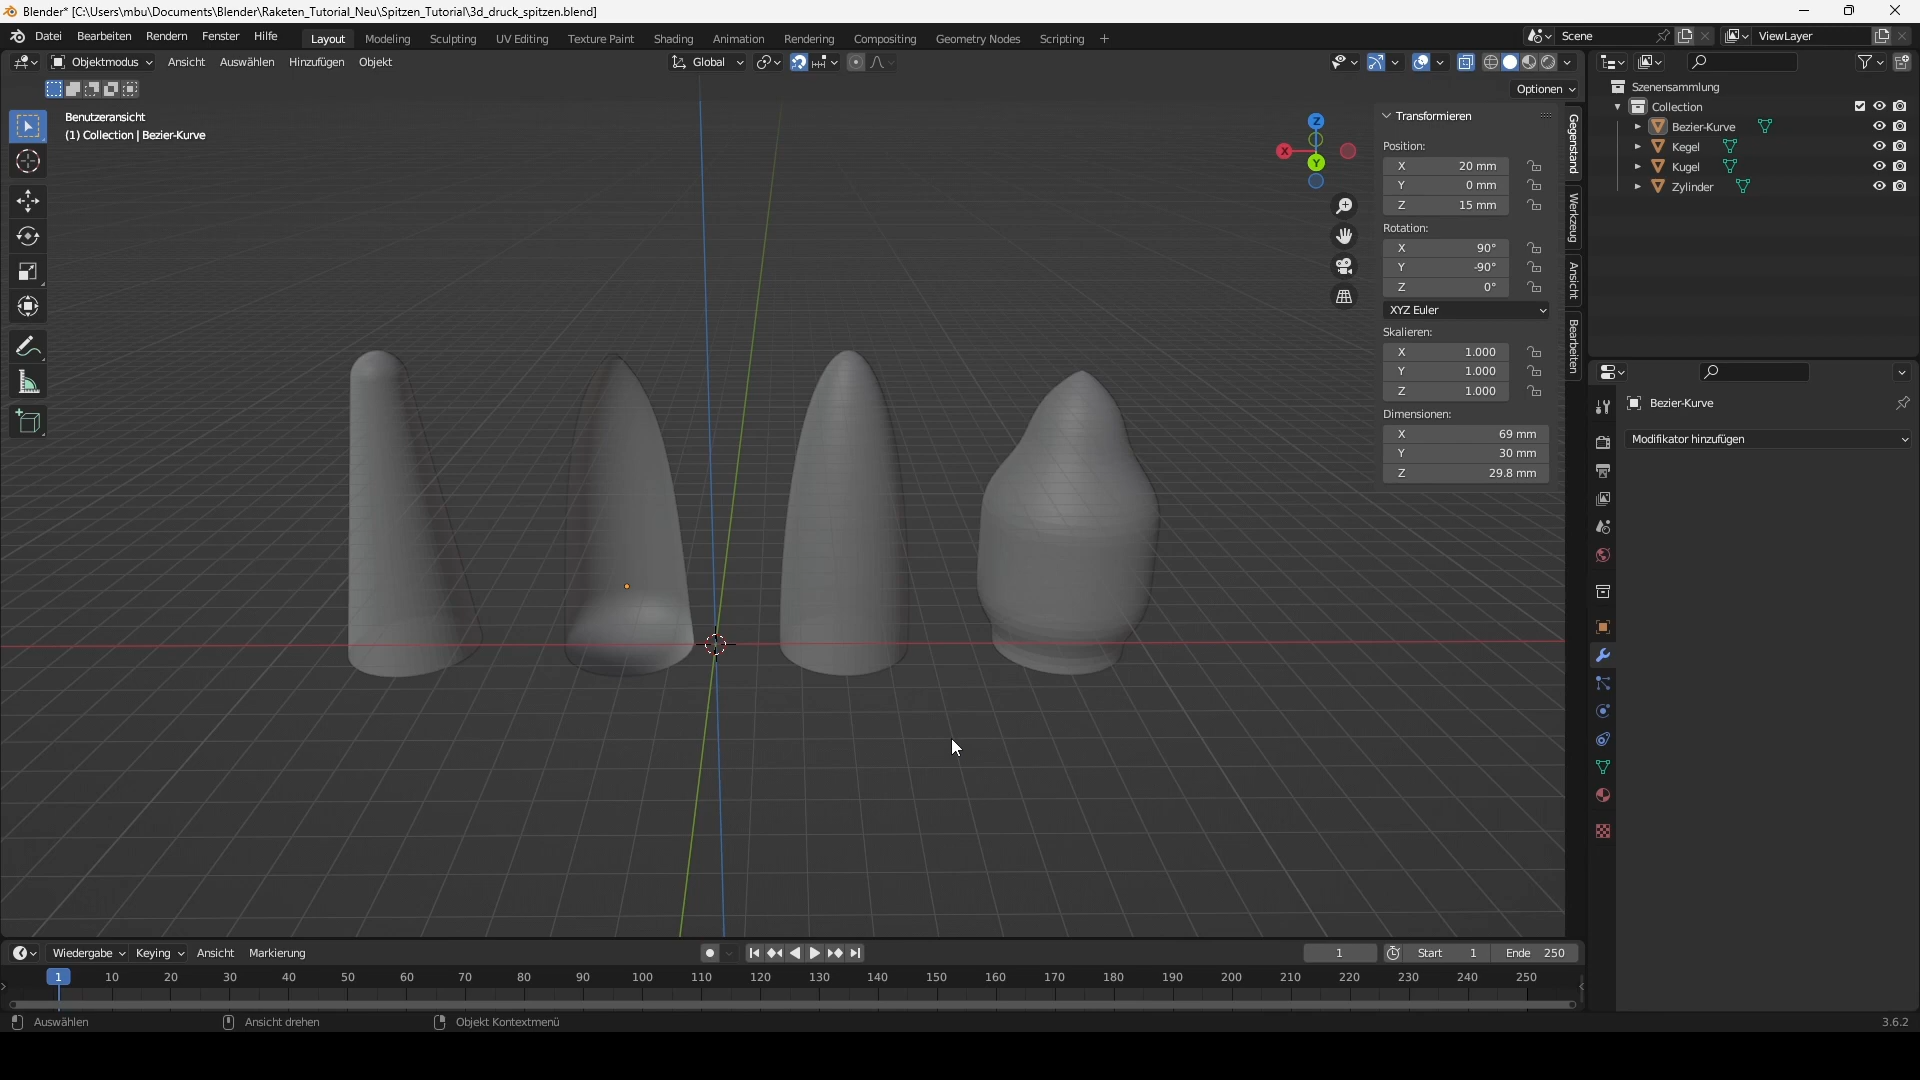 Blender* [C:\Users\mbu\Documents\Blender\Raketen_Tutorial_Neu\Spitzen_Tutorial\3d_druck_spitzen.blend]
Datei Bearbeiten Rendern Fenster Hilfe Layout Modeling Sculpting UV Editing Texture Paint Shading Animation Rendering Compositing Geometry Nodes Scripting + Scene ViewLayer
Objektmodus Ansicht Auswählen Hinzufügen Objekt Global
Optionen
Benutzeransicht
(1) Collection | Bezier-Kurve
Z
X
Y
Transformieren
Position:
X 20 mm
Y 0 mm
Z 15 mm
Rotation:
X 90°
Y -90°
Z 0°
XYZ Euler
Skalieren:
X 1.000
Y 1.000
Z 1.000
Dimensionen:
X 69 mm
Y 30 mm
Z 29.8 mm
Gegenstand
Werkzeug
Ansicht
Bearbeiten
Szenensammlung
Collection
Bezier-Kurve
Kegel
Kugel
Zylinder
Bezier-Kurve
Modifikator hinzufügen
Wiedergabe Keying Ansicht Markierung 1 Start 1 Ende 250
1 10 20 30 40 50 60 70 80 90 100 110 120 130 140 150 160 170 180 190 200 210 220 230 240 250
Auswählen Ansicht drehen Objekt Kontextmenü 3.6.2